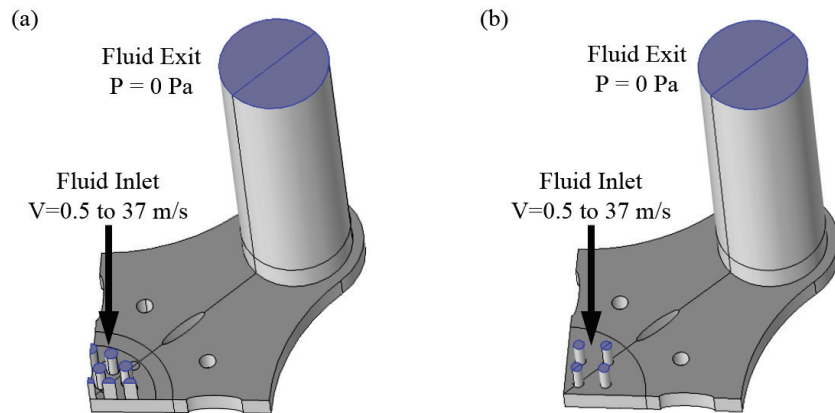 (a)
Fluid Exit
P = 0 Pa
Fluid Inlet
V=0.5 to 37 m/s
(b)
Fluid Exit
P = 0 Pa
Fluid Inlet
V=0.5 to 37 m/s